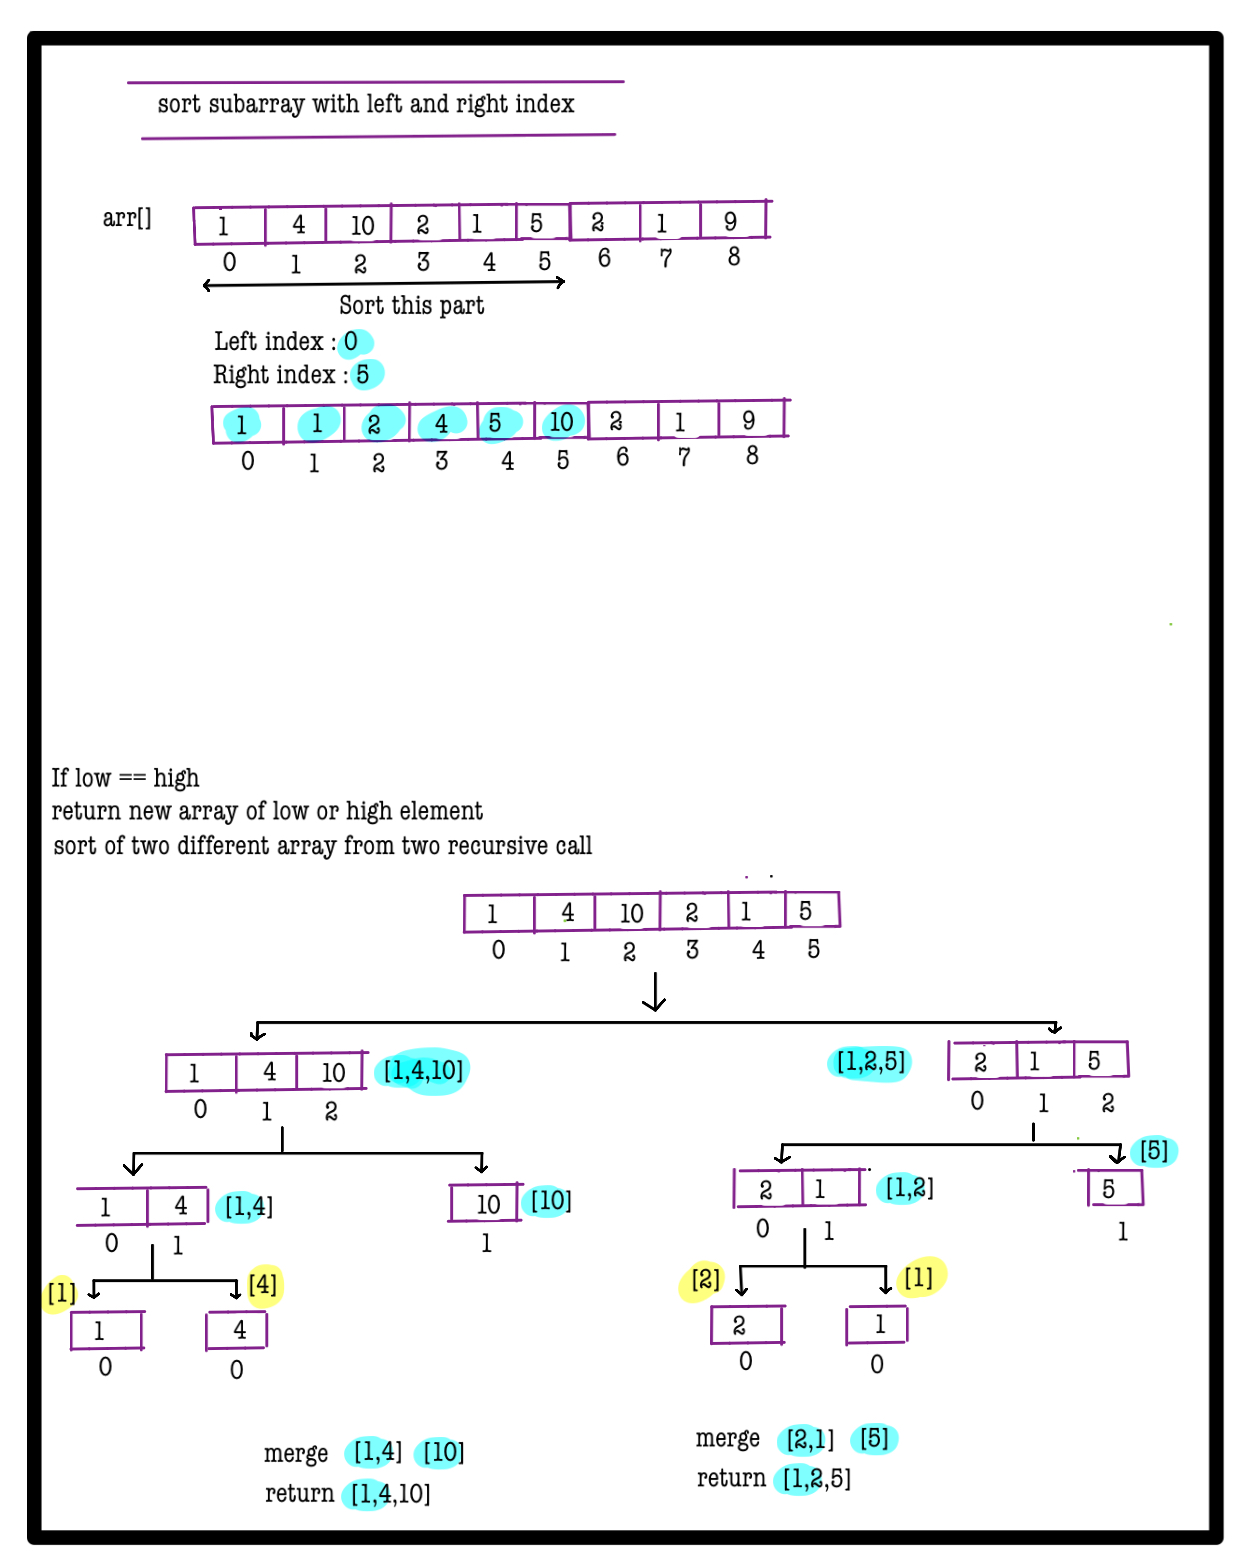 sort subarray with left and right index
arr[] 1 4 10 2 1 5 2 1 9
0 1 2 3 4 5 6 7 8
Sort this part
Left index : 0
Right index : 5
1 1 2 4 5 10 2 1 9
0 1 2 3 4 5 6 7 8
If low == high
return new array of low or high element
sort of two different array from two recursive call
1 4 10 2 1 5
0 1 2 3 4 5
1 4 10 [1,4,10] [1,2,5] 2 1 5
0 1 2 0 1 2
[5]
1 4 [1,4] 10 [10] 2 1 [1,2] 5
0 1 1 0 1 1
[1] [4] [2] [1]
1 4 2 1
0 0 0 0
merge [1,4] [10]
return [1,4,10]
merge [2,1] [5]
return [1,2,5]